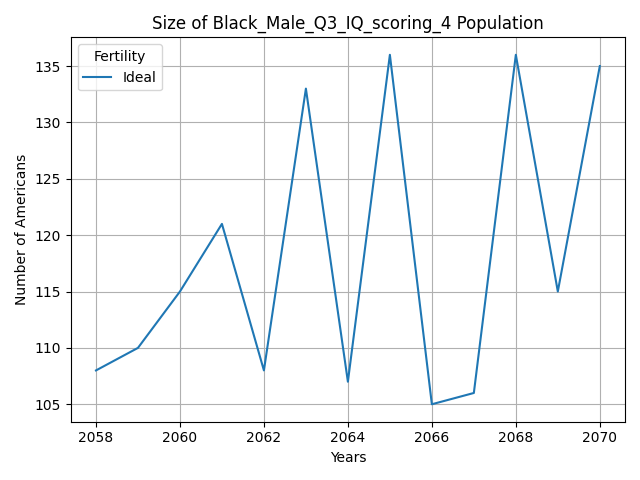 Size of Black_Male_Q3_IQ_scoring_4 Population
Fertility
Ideal
Number of Americans
135
130
125
120
115
110
105
2058 2060 2062 2064 2066 2068 2070
Years